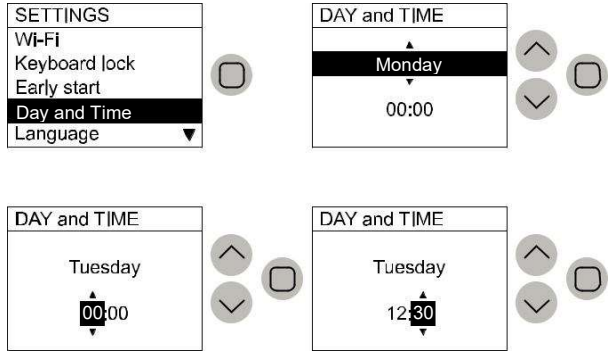 SETTINGS
Wi-Fi
Keyboard lock
Early start
Day and Time
Language
DAY and TIME
Monday
00:00
DAY and TIME
Tuesday
00:00
DAY and TIME
Tuesday
12:30